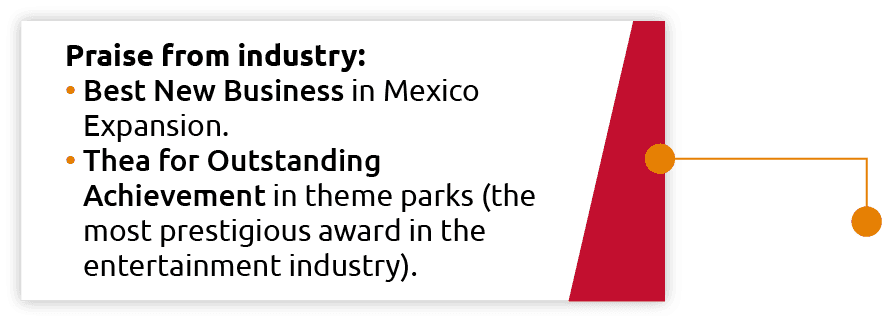 Praise from industry:
• Best New Business in Mexico
Expansion.
• Thea for Outstanding
Achievement in theme parks (the
most prestigious award in the
entertainment industry).